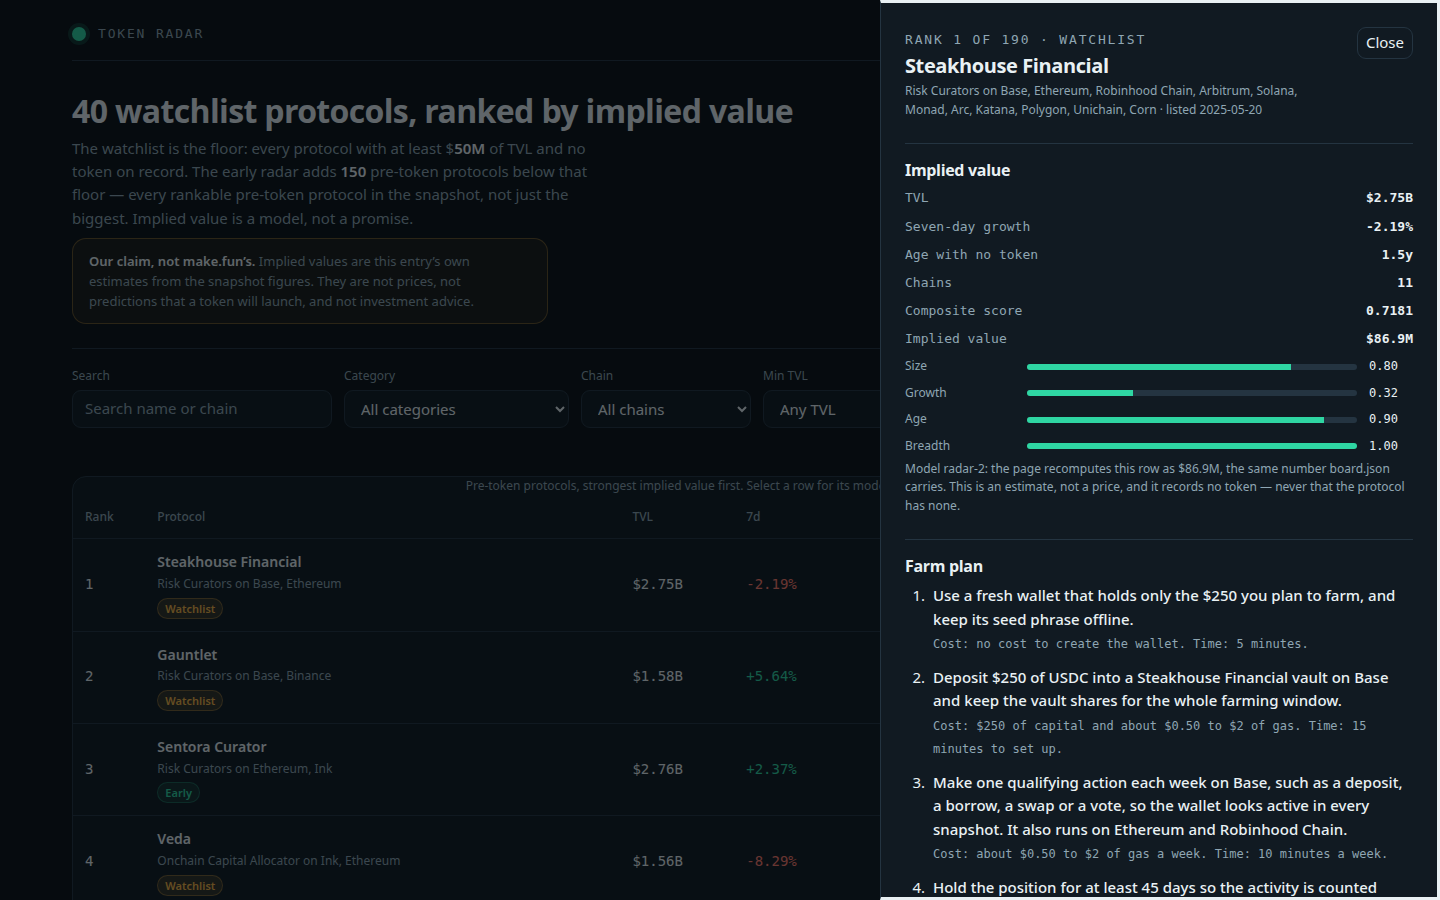 TOKEN RADAR
40 watchlist protocols, ranked by implied value
The watchlist is the floor: every protocol with at least $50M of TVL and no
token on record. The early radar adds 150 pre-token protocols below that
floor — every rankable pre-token protocol in the snapshot, not just the
biggest. Implied value is a model, not a promise.
Our claim, not make.fun's. Implied values are this entry's own
estimates from the snapshot figures. They are not prices, not
predictions that a token will launch, and not investment advice.
Search
Category
Chain
Min TVL
Search name or chain
All categories
All chains
Any TVL
Pre-token protocols, strongest implied value first. Select a row for its mod
Rank
Protocol
TVL
7d
1
Steakhouse Financial
Risk Curators on Base, Ethereum
Watchlist
$2.75B
-2.19%
2
Gauntlet
Risk Curators on Base, Binance
Watchlist
$1.58B
+5.64%
3
Sentora Curator
Risk Curators on Ethereum, Ink
Early
$2.76B
+2.37%
4
Veda
Onchain Capital Allocator on Ink, Ethereum
Watchlist
$1.56B
-8.29%
RANK 1 OF 190 · WATCHLIST
Close
Steakhouse Financial
Risk Curators on Base, Ethereum, Robinhood Chain, Arbitrum, Solana,
Monad, Arc, Katana, Polygon, Unichain, Corn · listed 2025-05-20
Implied value
TVL $2.75B
Seven-day growth -2.19%
Age with no token 1.5y
Chains 11
Composite score 0.7181
Implied value $86.9M
Size 0.80
Growth 0.32
Age 0.90
Breadth 1.00
Model radar-2: the page recomputes this row as $86.9M, the same number board.json
carries. This is an estimate, not a price, and it records no token — never that the protocol
has none.
Farm plan
1. Use a fresh wallet that holds only the $250 you plan to farm, and
keep its seed phrase offline.
Cost: no cost to create the wallet. Time: 5 minutes.
2. Deposit $250 of USDC into a Steakhouse Financial vault on Base
and keep the vault shares for the whole farming window.
Cost: $250 of capital and about $0.50 to $2 of gas. Time: 15
minutes to set up.
3. Make one qualifying action each week on Base, such as a deposit,
a borrow, a swap or a vote, so the wallet looks active in every
snapshot. It also runs on Ethereum and Robinhood Chain.
Cost: about $0.50 to $2 of gas a week. Time: 10 minutes a week.
4. Hold the position for at least 45 days so the activity is counted